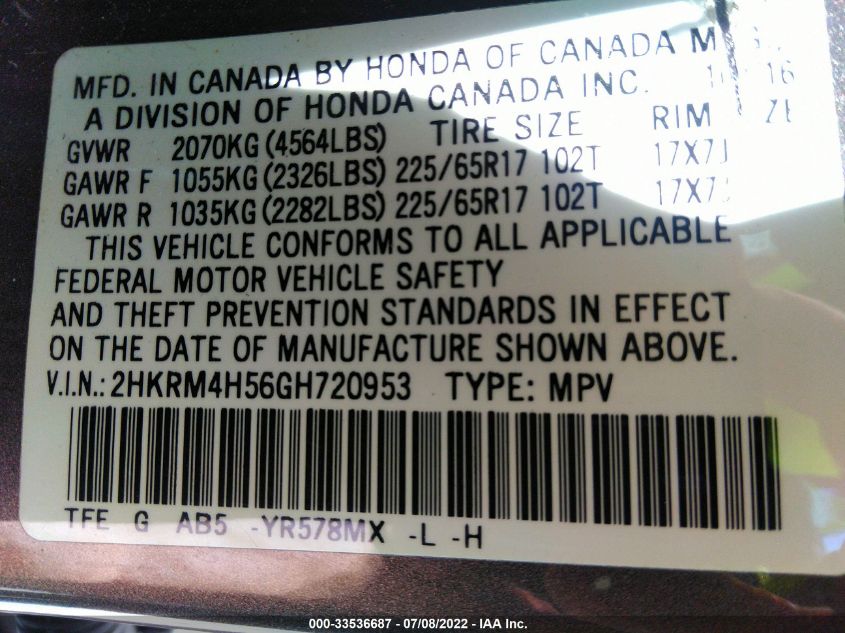 MFD. IN CANADA BY HONDA OF CANADA
A DIVISION OF HONDA CANADA INC.
GVWR 2070KG (4564LBS) TIRE SIZE RIM
GAWR F 1055KG (2326LBS) 225/65R17 102T
GAWR R 1035KG (2282LBS) 225/65R17 102T
THIS VEHICLE CONFORMS TO ALL APPLICABLE
FEDERAL MOTOR VEHICLE SAFETY
AND THEFT PREVENTION STANDARDS IN EFFECT
ON THE DATE OF MANUFACTURE SHOWN ABOVE.
V.I.N.: 2HKRM4H56GH720953 TYPE: MPV
TFE G AB5 -YR578MX -L -H
000-33536687 - 07/08/2022 - IAA Inc.